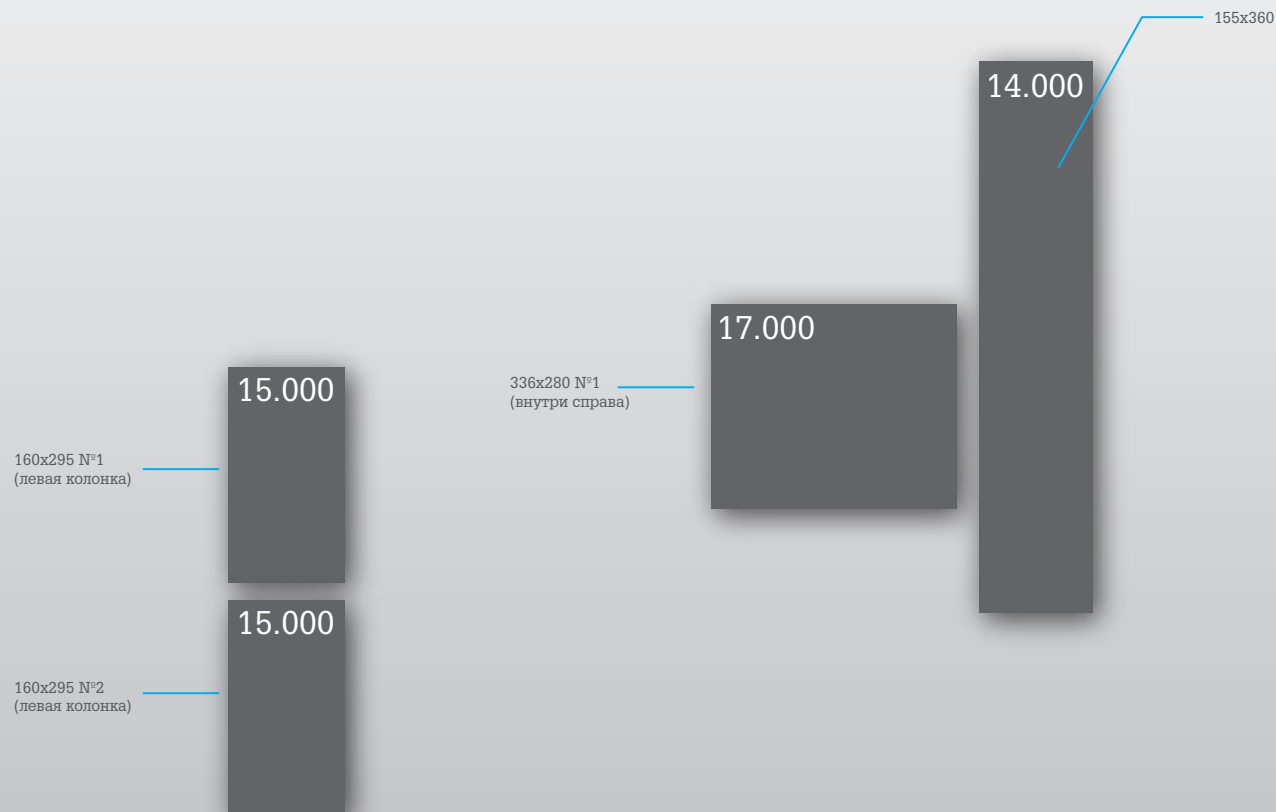 155x360
14.000
17.000
336x280 №1
(внутри справа)
15.000
160x295 №1
(левая колонка)
15.000
160x295 №2
(левая колонка)